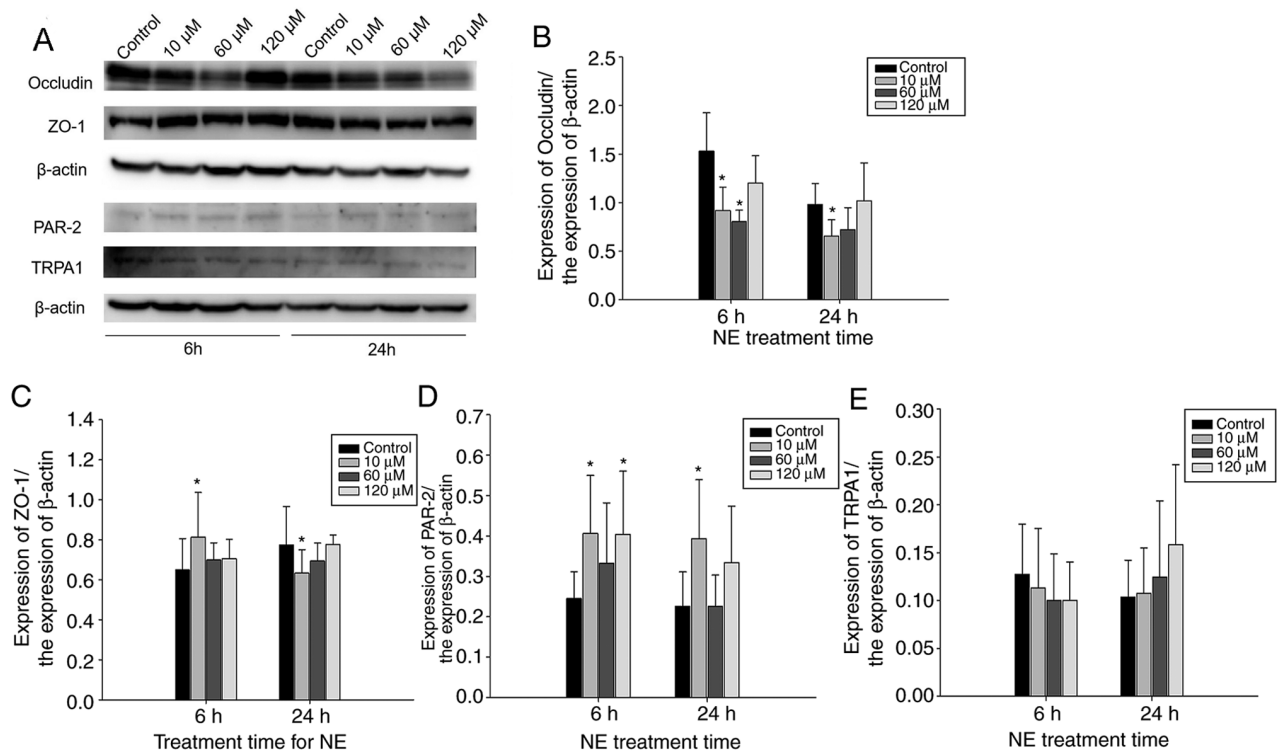 A
Control
10 µM
60 µM
120 µM
Control
10 µM
60 µM
120 µM
Occludin
ZO-1
β-actin
PAR-2
TRPA1
β-actin
6h
24h
B
Expression of Occludin/
the expression of β-actin
2.5
2.0
1.5
1.0
0.5
0.0
Control
10 µM
60 µM
120 µM
*
*
*
6 h
24 h
NE treatment time
C
Expression of ZO-1/
the expression of β-actin
1.4
1.2
1.0
0.8
0.6
0.4
0.2
0.0
Control
10 µM
60 µM
120 µM
*
*
6 h
24 h
Treatment time for NE
D
Expression of PAR-2/
the expression of β-actin
0.7
0.6
0.5
0.4
0.3
0.2
0.1
0.0
Control
10 µM
60 µM
120 µM
*
*
*
6 h
24 h
NE treatment time
E
Expression of TRPA1/
the expression of β-actin
0.30
0.25
0.20
0.15
0.10
0.05
0.00
Control
10 µM
60 µM
120 µM
6 h
24 h
NE treatment time